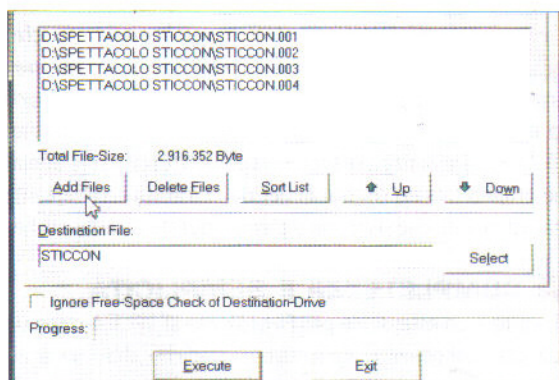 D:\SPETTACOLO STICCON\STICCON.001
D:\SPETTACOLO STICCON\STICCON.002
D:\SPETTACOLO STICCON\STICCON.003
D:\SPETTACOLO STICCON\STICCON.004
Total File-Size: 2.916.352 Byte
Add Files Delete Files Sort List Up Down
Destination File:
STICCON Select
Ignore Free-Space Check of Destination-Drive
Progress:
Execute Exit